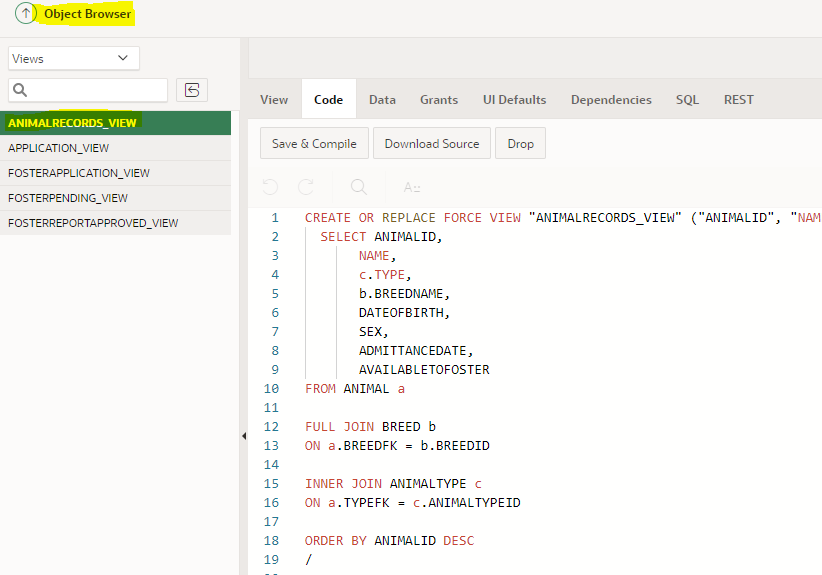 Object Browser
Views
ANIMALRECORDS_VIEW
APPLICATION_VIEW
FOSTERAPPLICATION_VIEW
FOSTERPENDING_VIEW
FOSTERREPORTAPPROVED_VIEW
View Code Data Grants UI Defaults Dependencies SQL REST
Save & Compile Download Source Drop
A
1 CREATE OR REPLACE FORCE VIEW "ANIMALRECORDS_VIEW" ("ANIMALID", "NAM
2 SELECT ANIMALID,
3 NAME,
4 c.TYPE,
5 b.BREEDNAME,
6 DATEOFBIRTH,
7 SEX,
8 ADMITTANCEDATE,
9 AVAILABLETOFOSTER
10 FROM ANIMAL a
11
12 FULL JOIN BREED b
13 ON a.BREEDFK = b.BREEDID
14
15 INNER JOIN ANIMALTYPE c
16 ON a.TYPEFK = c.ANIMALTYPEID
17
18 ORDER BY ANIMALID DESC
19 /